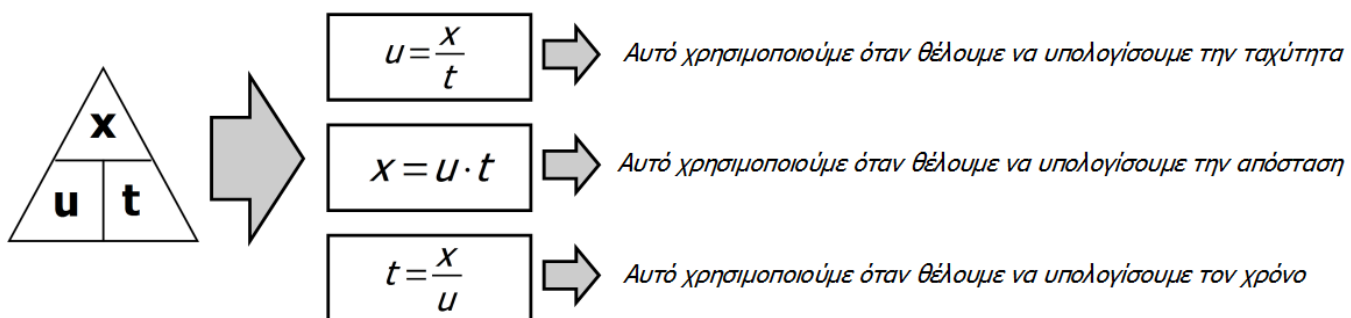 x
u t
u = x/t
Αυτό χρησιμοποιούμε όταν θέλουμε να υπολογίσουμε την ταχύτητα
x = u · t
Αυτό χρησιμοποιούμε όταν θέλουμε να υπολογίσουμε την απόσταση
t = x/u
Αυτό χρησιμοποιούμε όταν θέλουμε να υπολογίσουμε τον χρόνο